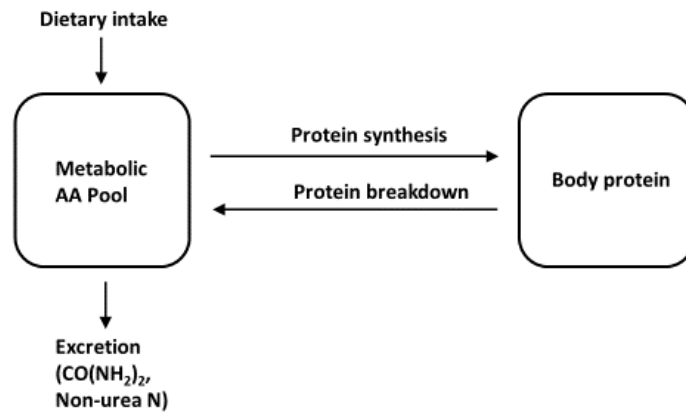 Dietary intake
Metabolic
AA Pool
Protein synthesis
Protein breakdown
Body protein
Excretion
(CO(NH₂)₂,
Non-urea N)